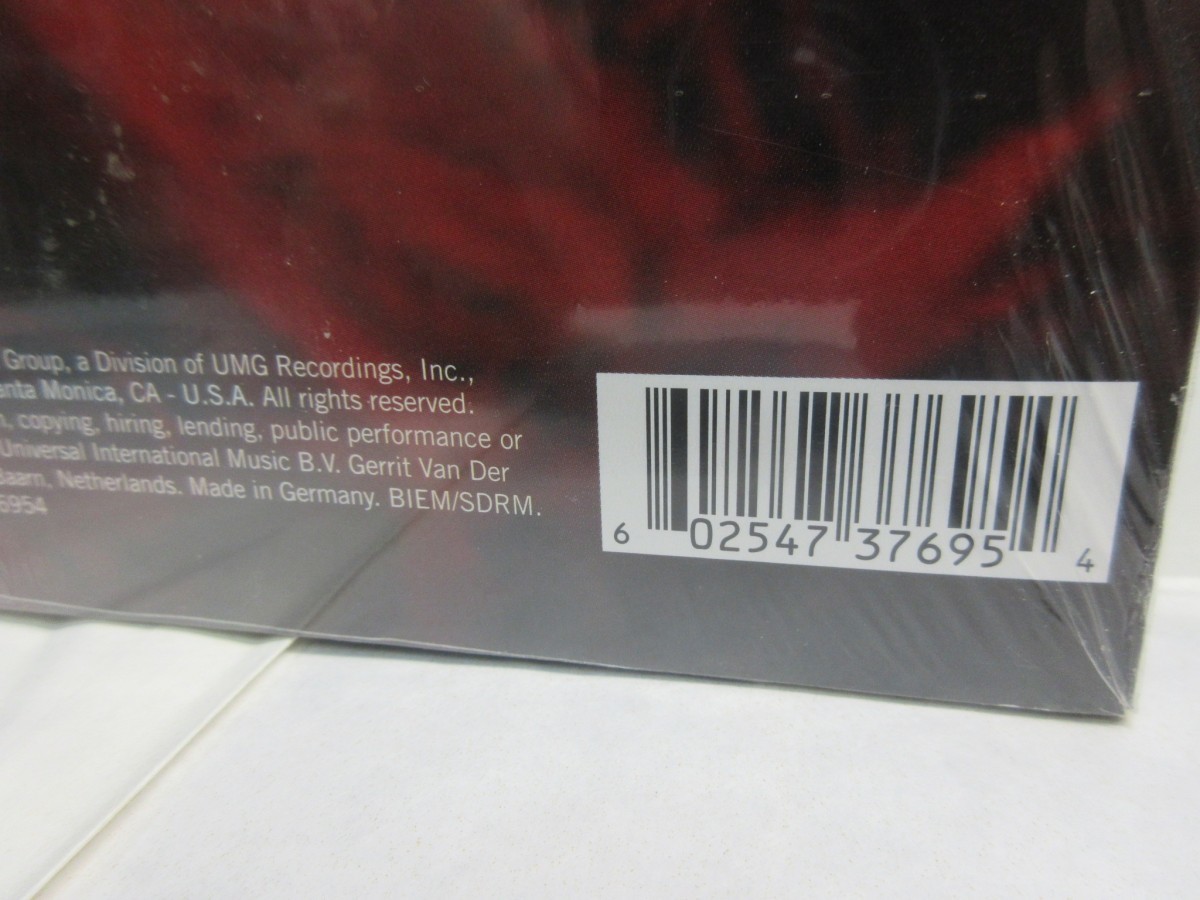 Group, a Division of UMG Recordings, Inc.,
anta Monica, CA - U.S.A. All rights reserved.
n, copying, hiring, lending, public performance or
Universal International Music B.V. Gerrit Van Der
Baarn, Netherlands. Made in Germany. BIEM/SDRM.
6954
6 02547 37695 4